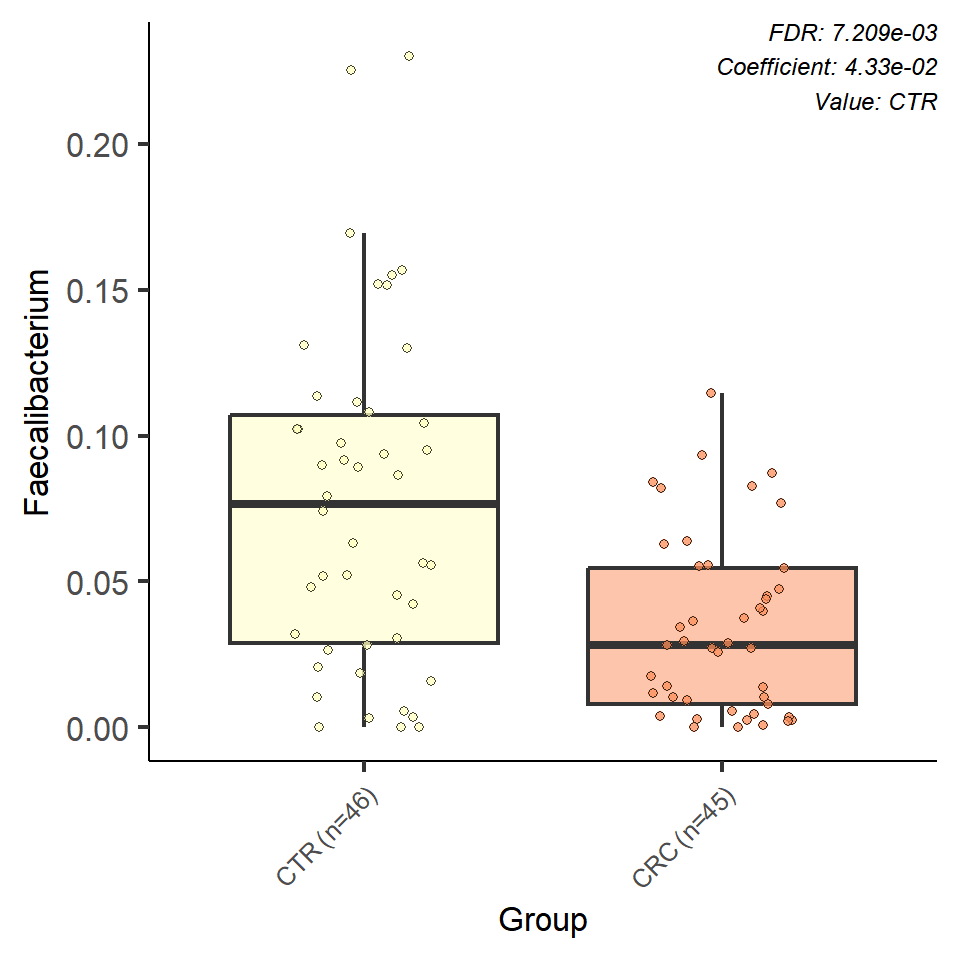 FDR: 7.209e-03
Coefficient: 4.33e-02
Value: CTR
Faecalibacterium
0.20
0.15
0.10
0.05
0.00
CTR (n=46)
CRC (n=45)
Group